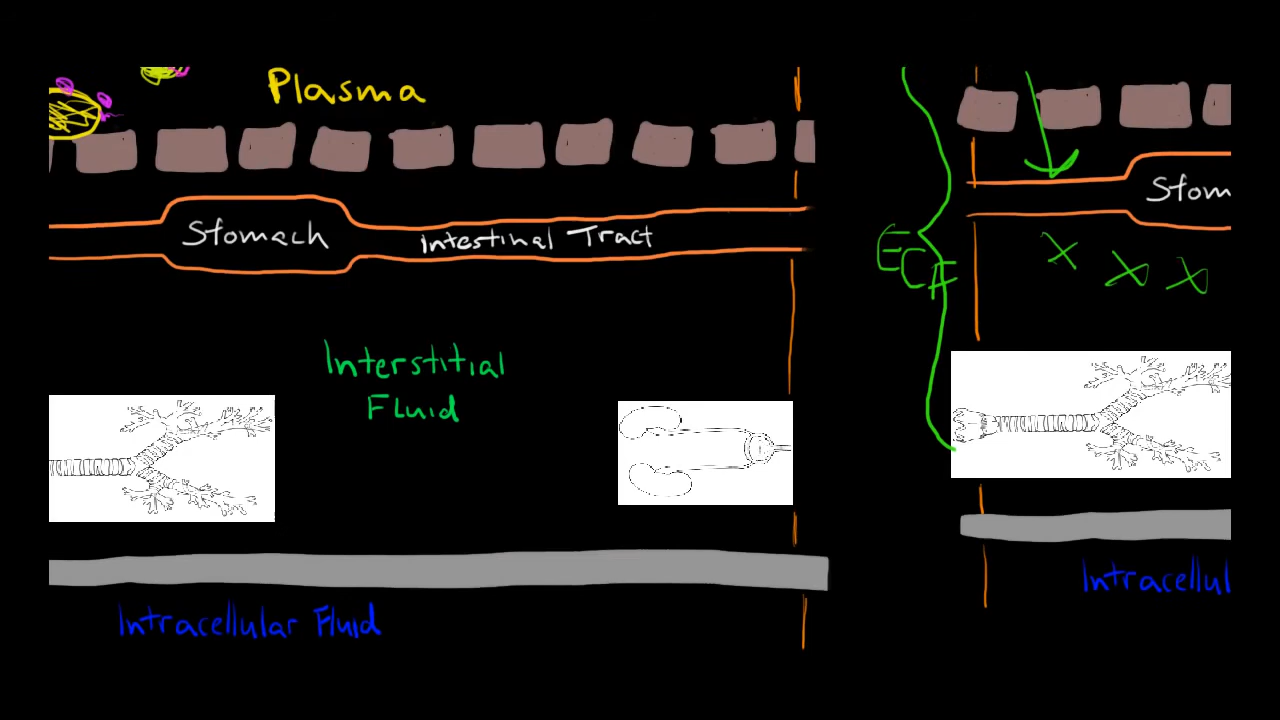 Plasma
Stomach
Intestinal Tract
Interstitial
Fluid
Intracellular Fluid
ECF
Stom
X X X
Intracellul